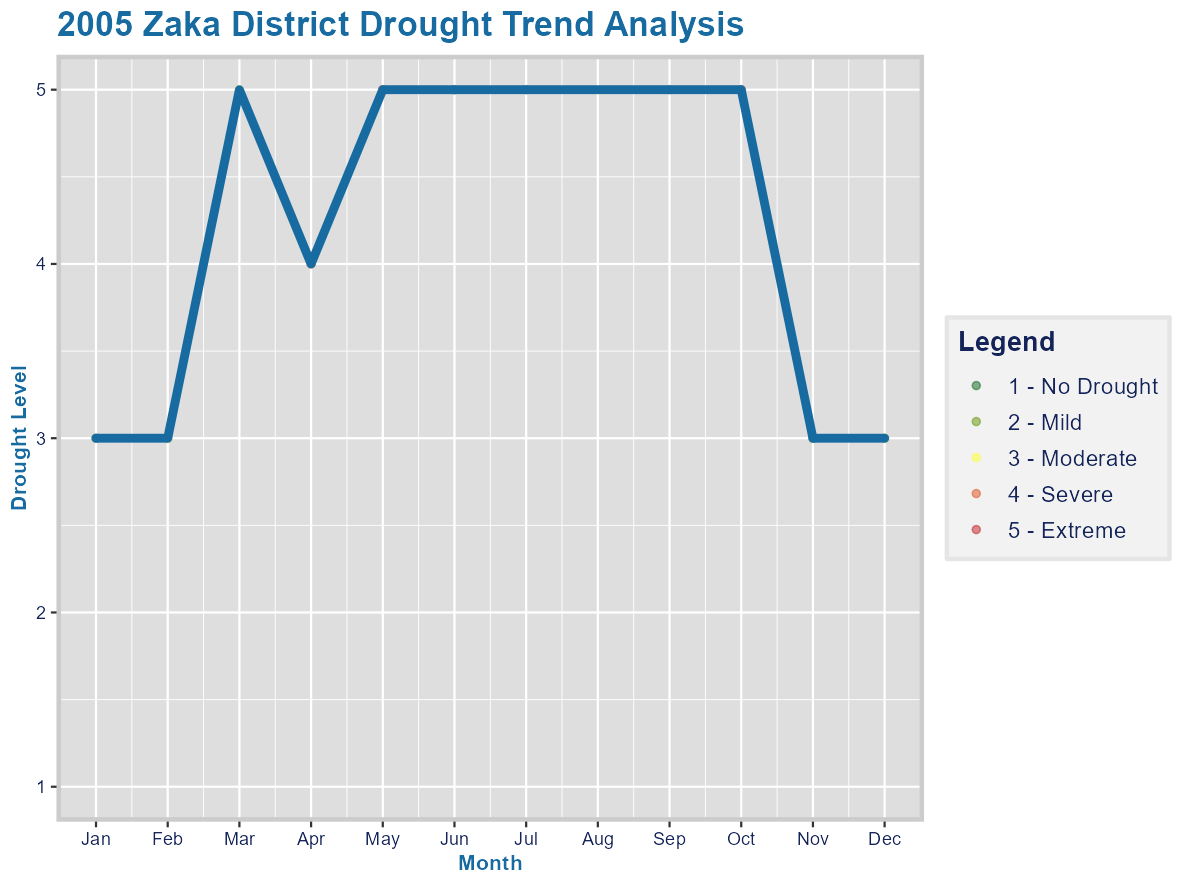 2005 Zaka District Drought Trend Analysis
Drought Level
5
4
3
2
1
Jan Feb Mar Apr May Jun Jul Aug Sep Oct Nov Dec
Month
Legend
1 - No Drought
2 - Mild
3 - Moderate
4 - Severe
5 - Extreme